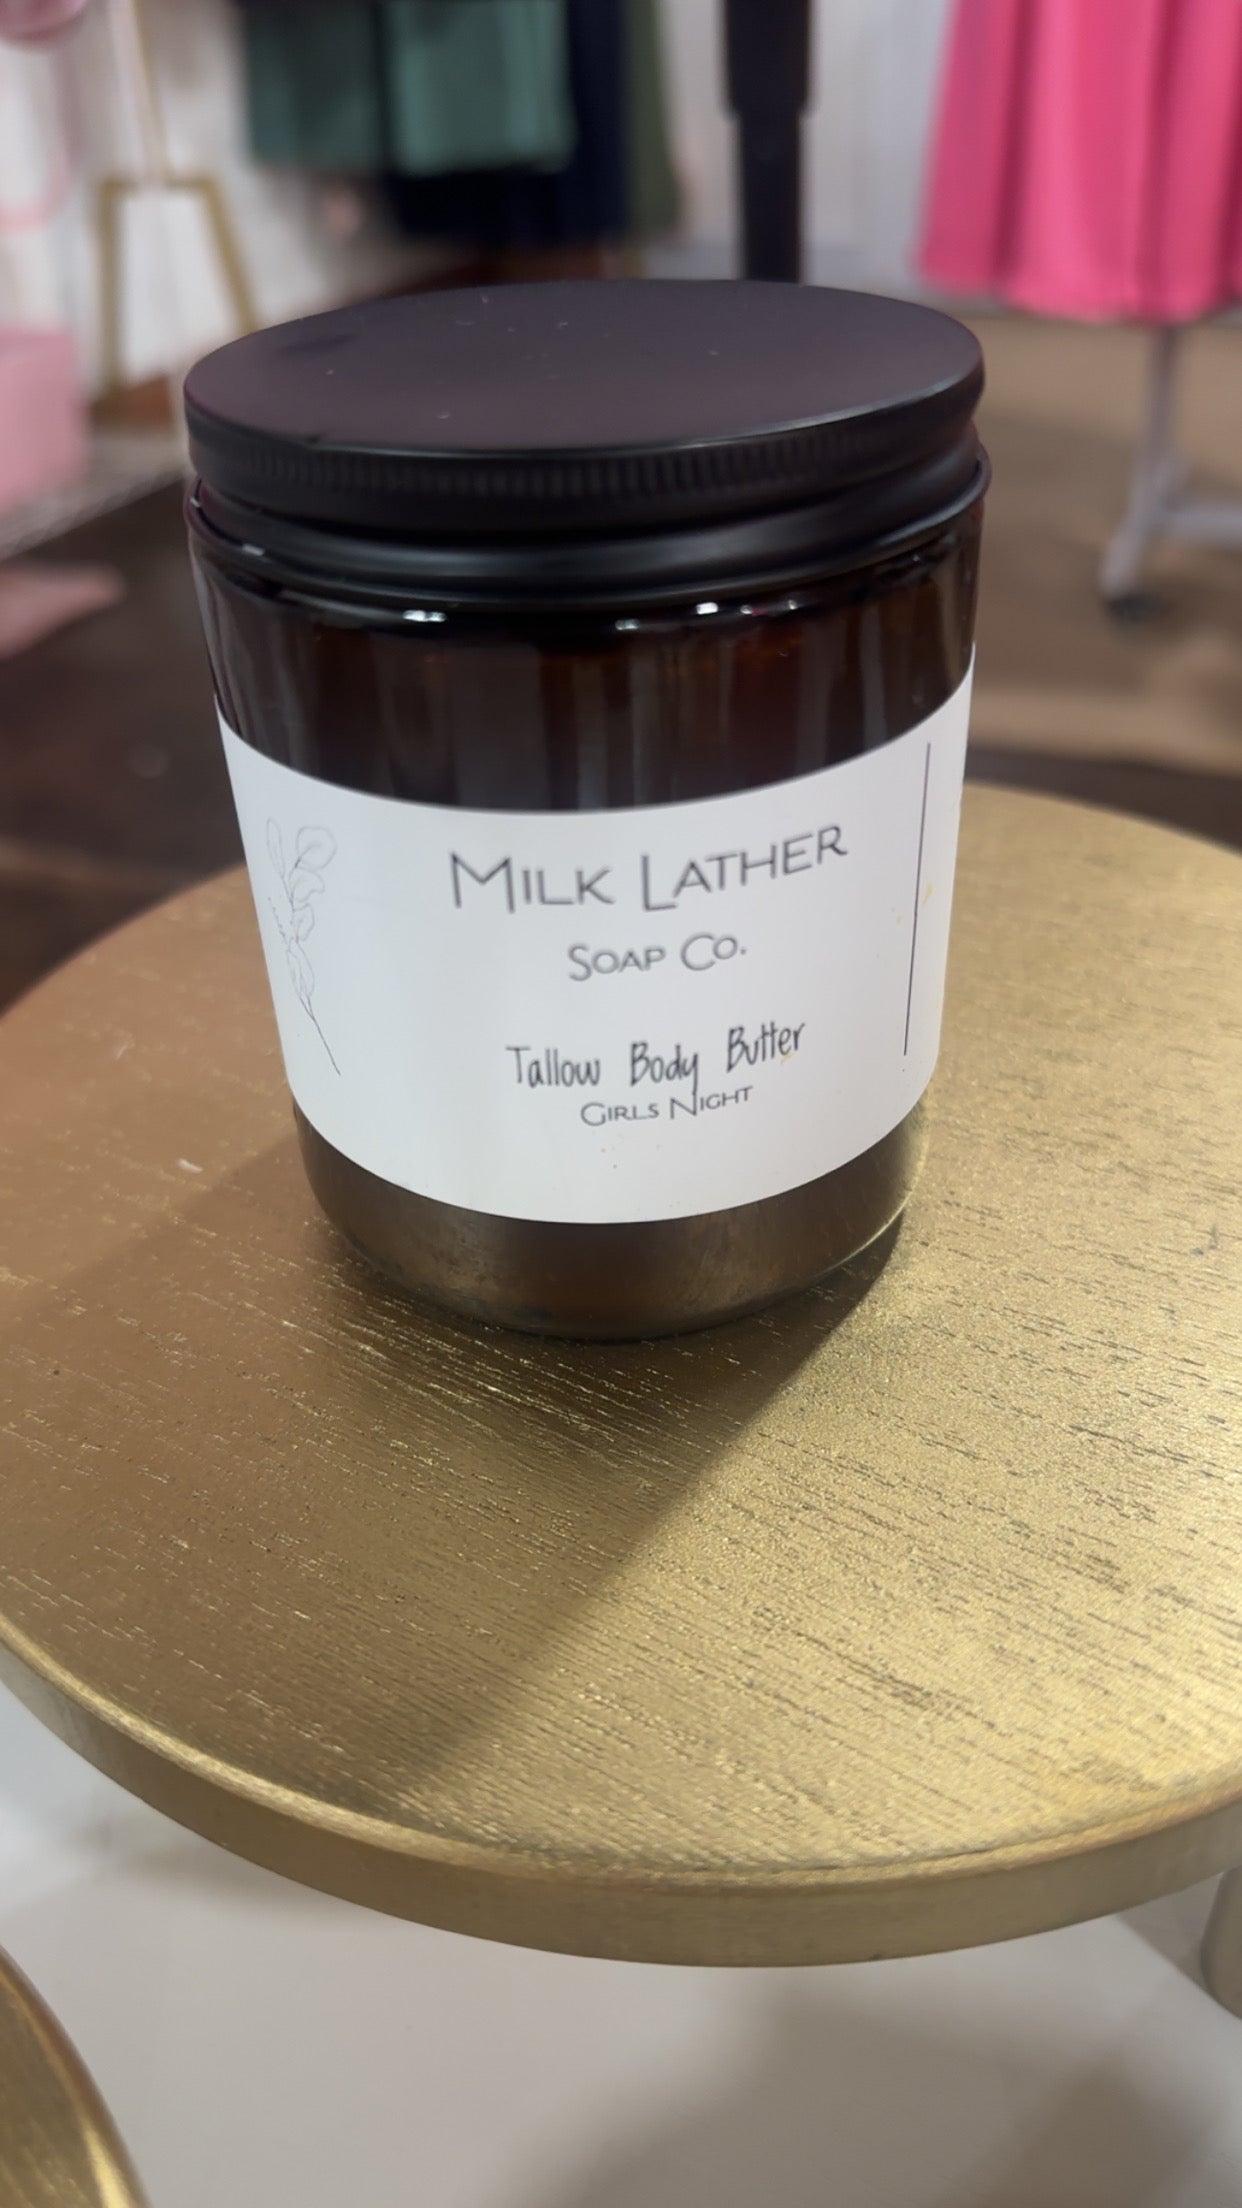 Milk Lather
Soap Co.
Tallow Body Butter
Girls Night